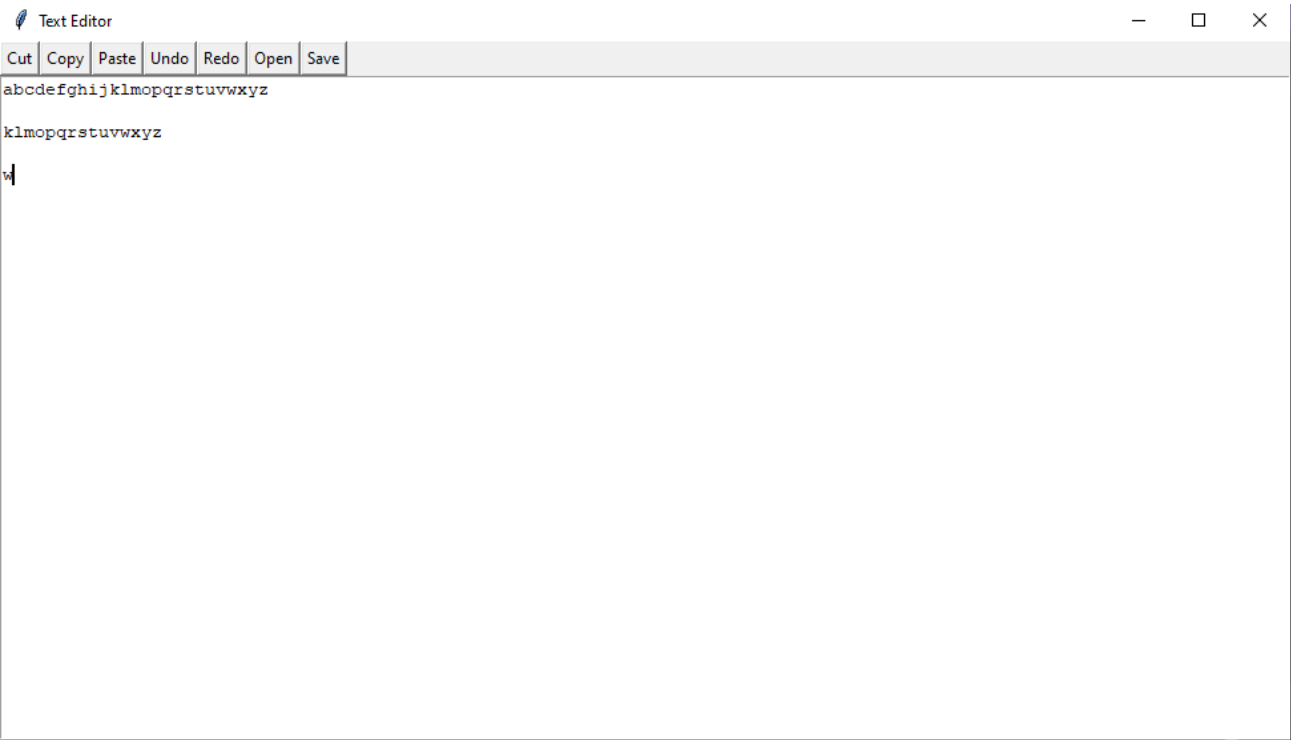 Text Editor
Cut Copy Paste Undo Redo Open Save
abcdefghijklmopqrstuvwxyz
klmopqrstuvwxyz
w